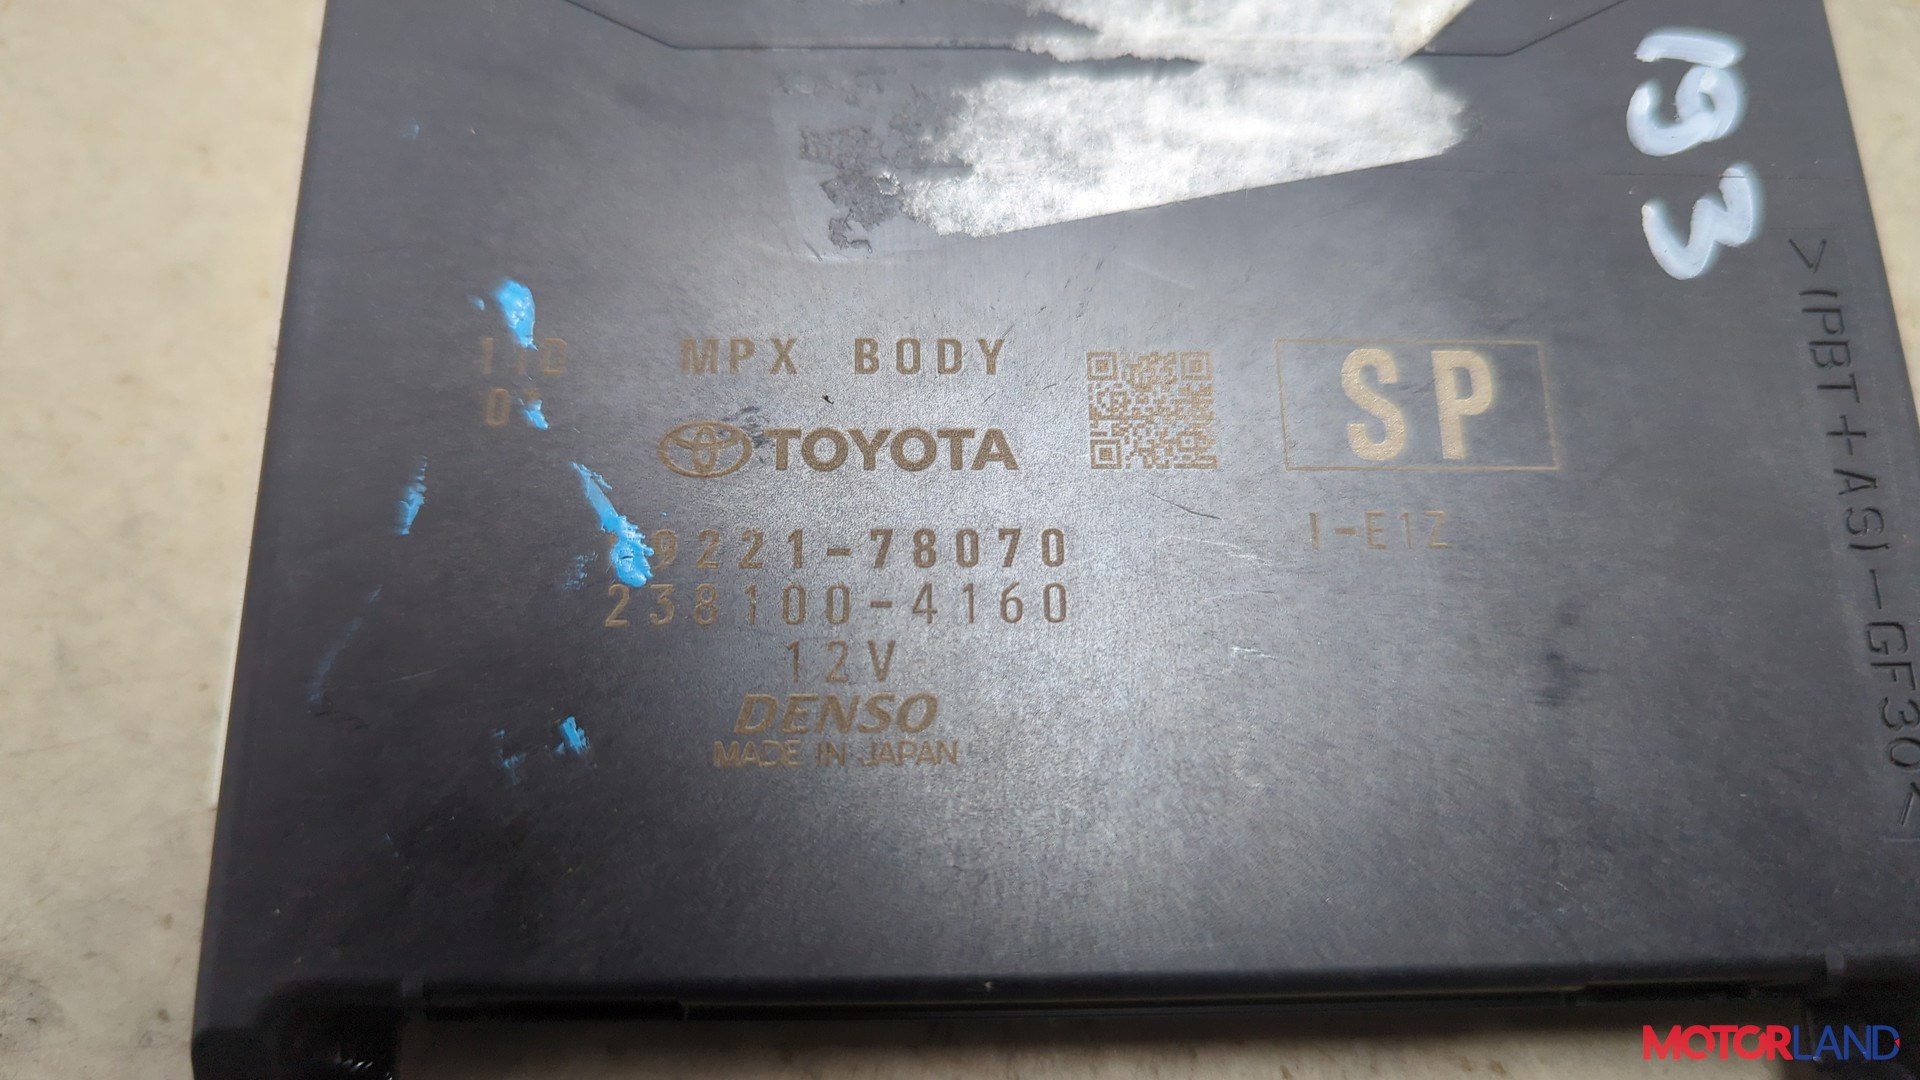 193
MPX BODY
TOYOTA
SP
9221-78070
I-E1Z
238100-4160
12V
DENSO
MADE IN JAPAN
>(PBT+ASI-GF30<
MOTORLAND